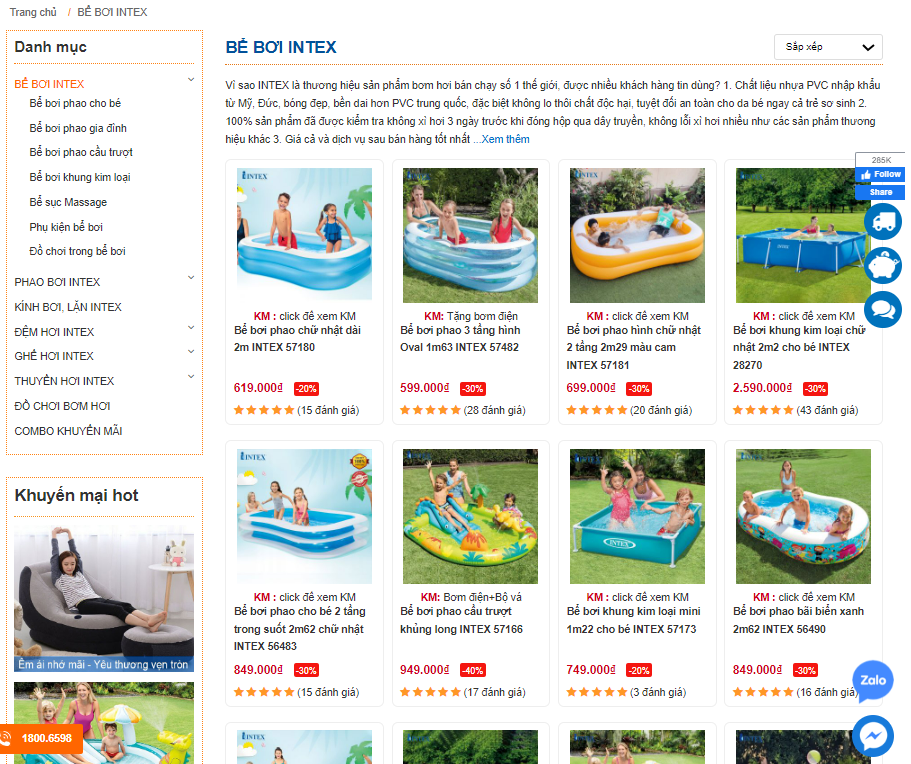 Trang chủ / BỂ BƠI INTEX
Danh mục
BỂ BƠI INTEX
Bể bơi phao cho bé
Bể bơi phao gia đình
Bể bơi phao cầu trượt
Bể bơi khung kim loại
Bể sục Massage
Phụ kiện bể bơi
Đồ chơi trong bể bơi
PHAO BƠI INTEX
KÍNH BƠI, LẶN INTEX
ĐỆM HƠI INTEX
GHẾ HƠI INTEX
THUYỀN HƠI INTEX
ĐỒ CHƠI BƠM HƠI
COMBO KHUYẾN MÃI
Khuyến mại hot
Êm ái nhớ mãi - Yêu thương vẹn tròn
1800.6598
BỂ BƠI INTEX
Sắp xếp
Vì sao INTEX là thương hiệu sản phẩm bơm hơi bán chạy số 1 thế giới, được nhiều khách hàng tin dùng? 1. Chất liệu nhựa PVC nhập khẩu
từ Mỹ, Đức, bóng đẹp, bền dai hơn PVC trung quốc, đặc biệt không lo thôi chất độc hại, tuyệt đối an toàn cho da bé ngay cả trẻ sơ sinh 2.
100% sản phẩm đã được kiểm tra không xì hơi 3 ngày trước khi đóng hộp qua dây truyền, không lỗi xì hơi nhiều như các sản phẩm thương
hiệu khác 3. Giá cả và dịch vụ sau bán hàng tốt nhất ...Xem thêm
285K
Follow
Share
INTEX
KM : click để xem KM
Bể bơi phao chữ nhật dài
2m INTEX 57180
619.000₫ -20%
(15 đánh giá)
INTEX
KM: Tặng bơm điện
Bể bơi phao 3 tầng hình
Oval 1m63 INTEX 57482
599.000₫ -30%
(28 đánh giá)
INTEX
KM : click để xem KM
Bể bơi phao hình chữ nhật
2 tầng 2m29 màu cam
INTEX 57181
699.000₫ -30%
(20 đánh giá)
INTEX
KM : click để xem KM
Bể bơi khung kim loại chữ
nhật 2m2 cho bé INTEX
28270
2.590.000₫ -30%
(43 đánh giá)
INTEX
KM : click để xem KM
Bể bơi phao cho bé 2 tầng
trong suốt 2m62 chữ nhật
INTEX 56483
849.000₫ -30%
(15 đánh giá)
INTEX
KM: Bơm điện+Bộ vá
Bể bơi phao cầu trượt
khủng long INTEX 57166
949.000₫ -40%
(17 đánh giá)
INTEX
INTEX
KM : click để xem KM
Bể bơi khung kim loại mini
1m22 cho bé INTEX 57173
749.000₫ -20%
(3 đánh giá)
INTEX
KM : click để xem KM
Bể bơi phao bãi biển xanh
2m62 INTEX 56490
849.000₫ -30%
(16 đánh giá)
Zalo
INTEX
INTEX
INTEX
INTEX